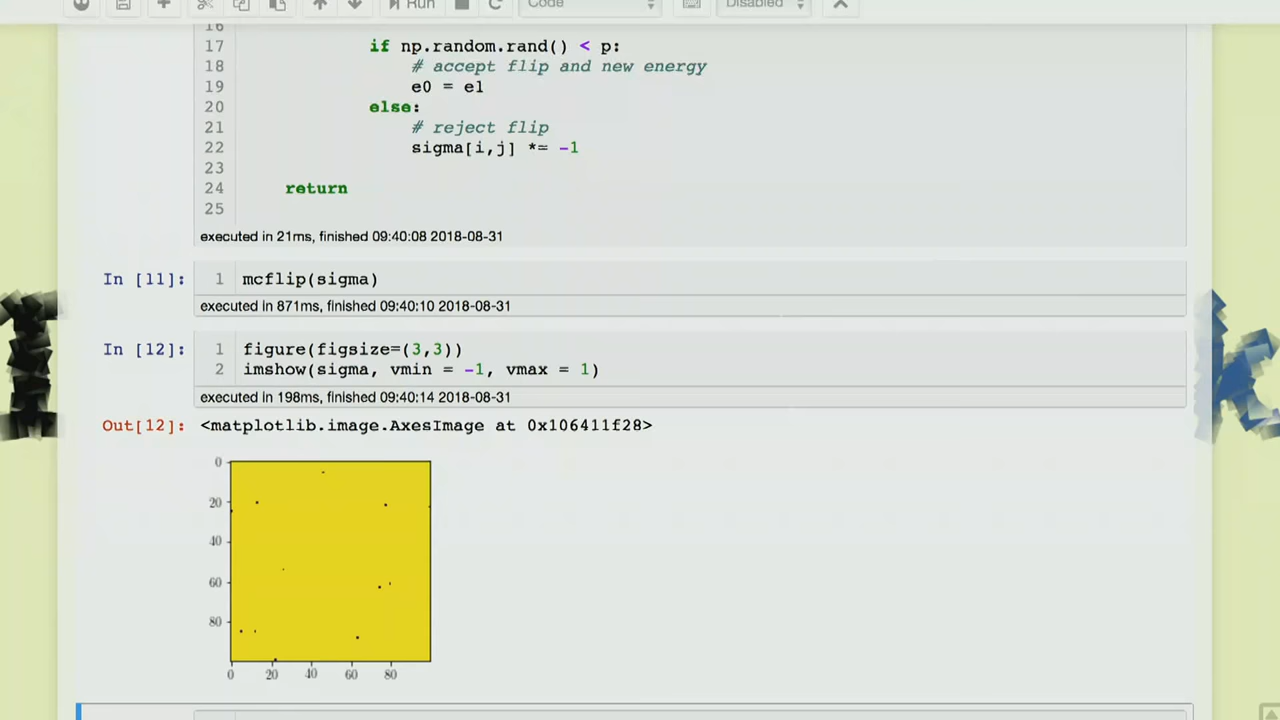 Run Code Disabled
16
17 if np.random.rand() < p:
18 # accept flip and new energy
19 e0 = e1
20 else:
21 # reject flip
22 sigma[i,j] *= -1
23
24 return
25
executed in 21ms, finished 09:40:08 2018-08-31
In [11]: 1 mcflip(sigma)
executed in 871ms, finished 09:40:10 2018-08-31
In [12]: 1 figure(figsize=(3,3))
2 imshow(sigma, vmin = -1, vmax = 1)
executed in 198ms, finished 09:40:14 2018-08-31
Out[12]: <matplotlib.image.AxesImage at 0x106411f28>
0
20
40
60
80
0 20 40 60 80